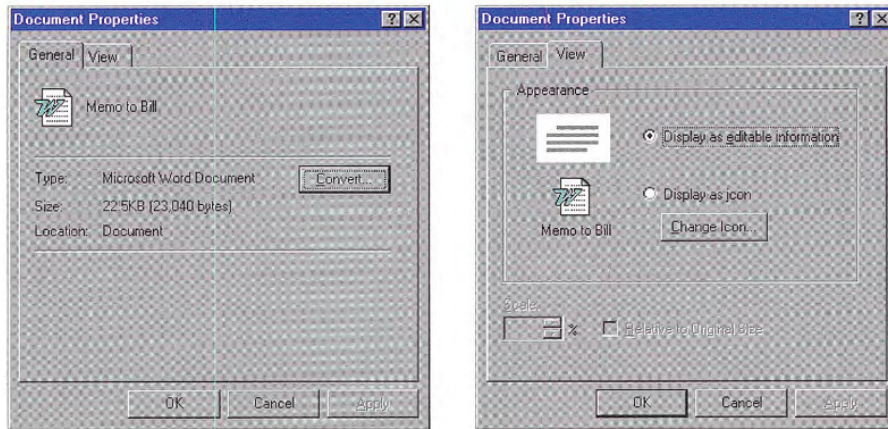 Document Properties
General View
Memo to Bill
Type: Microsoft Word Document Convert...
Size: 22.5KB (23,040 bytes)
Location: Document
OK Cancel Apply
Document Properties
General View
Appearance
Display as editable information
Display as icon
Memo to Bill Change Icon...
Scale:
% Relative to Original Size
OK Cancel Apply